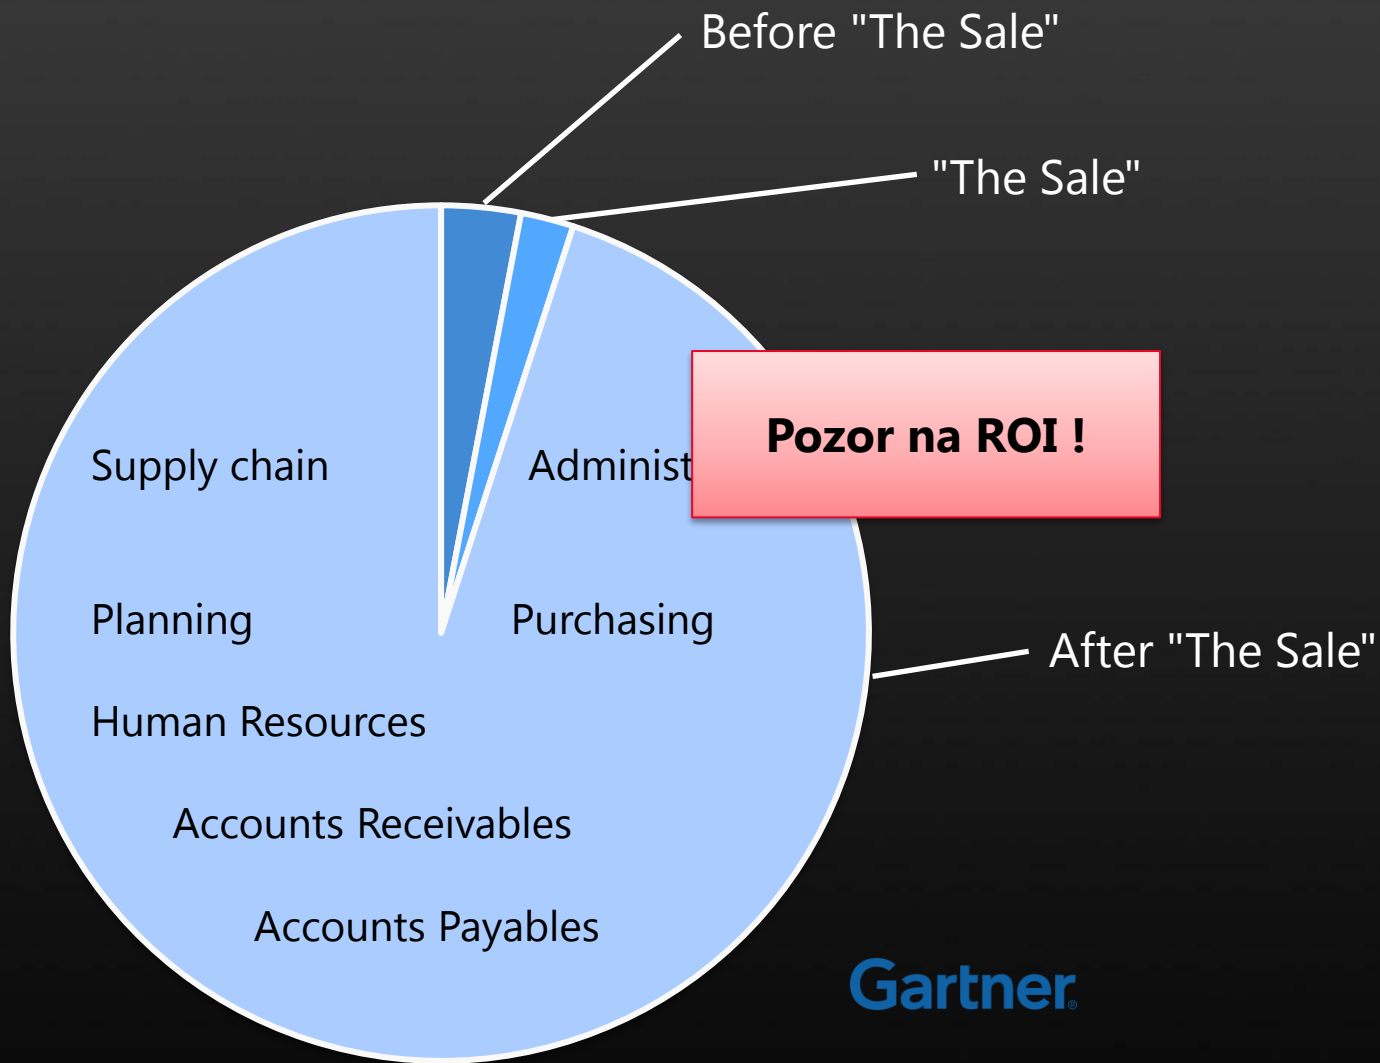 Before "The Sale"
"The Sale"
Pozor na ROI !
Supply chain
Administ
Planning
Purchasing
After "The Sale"
Human Resources
Accounts Receivables
Accounts Payables
Gartner®